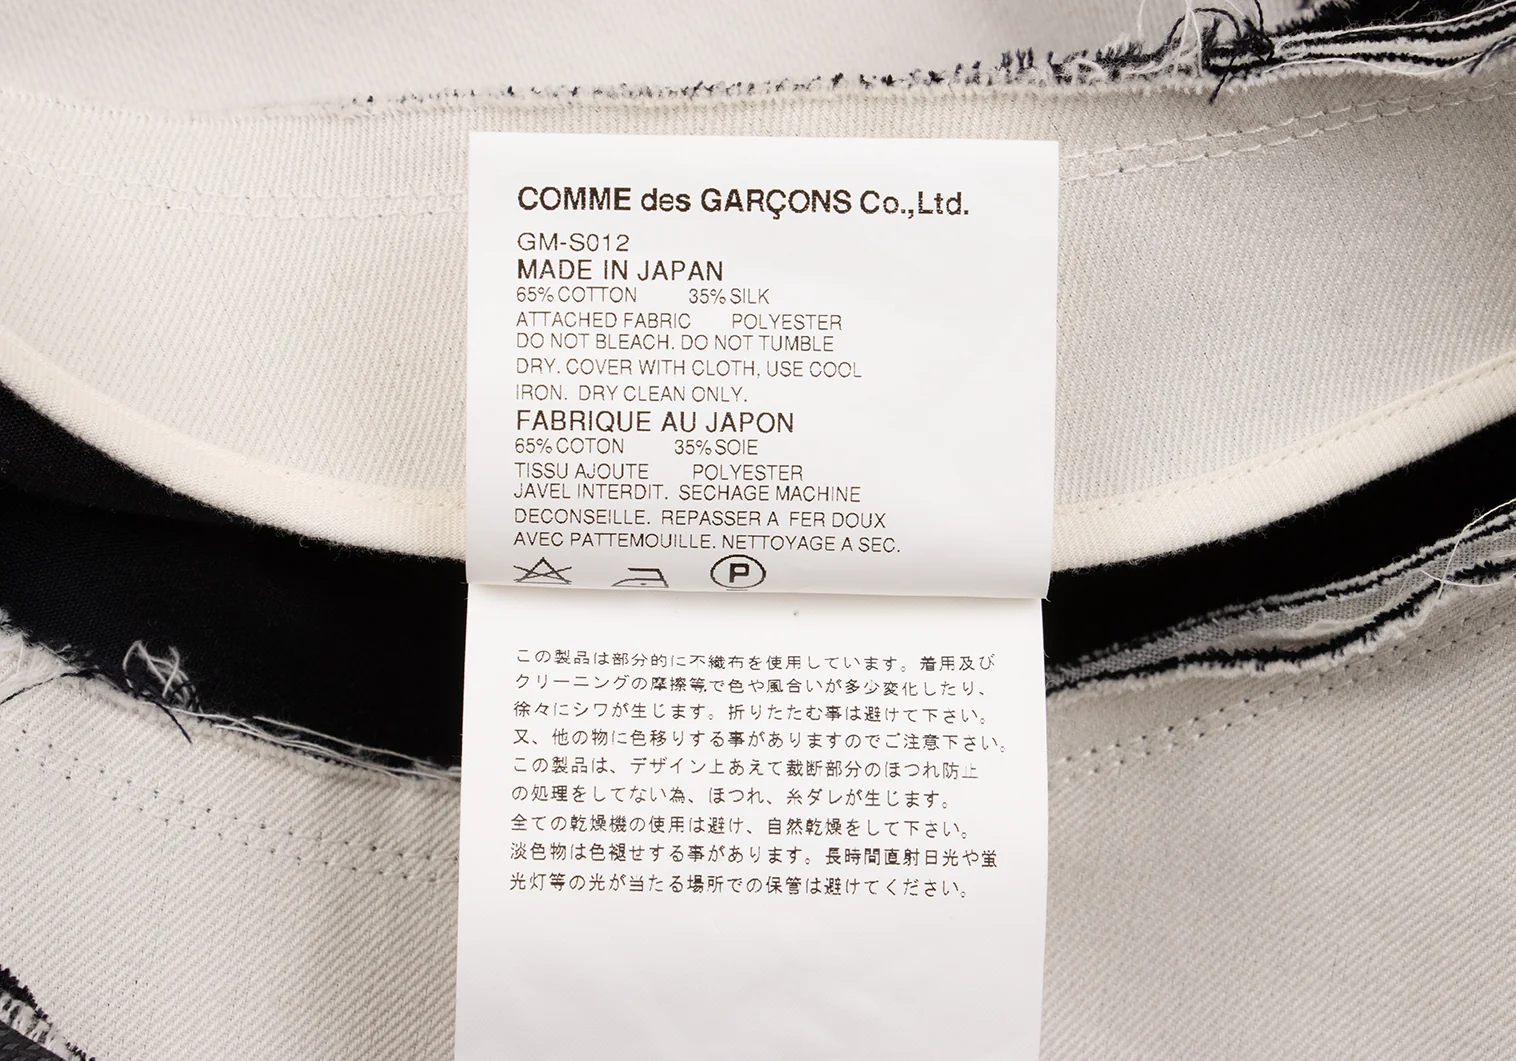 COMME des GARÇONS Co.,Ltd.
GM-S012
MADE IN JAPAN
65% COTTON 35% SILK
ATTACHED FABRIC POLYESTER
DO NOT BLEACH. DO NOT TUMBLE
DRY. COVER WITH CLOTH, USE COOL
IRON. DRY CLEAN ONLY.
FABRIQUE AU JAPON
65% COTON 35% SOIE
TISSU AJOUTE POLYESTER
JAVEL INTERDIT. SECHAGE MACHINE
DECONSEILLE. REPASSER A FER DOUX
AVEC PATTEMOUILLE. NETTOYAGE A SEC.
P
この製品は部分的に不織布を使用しています。着用及び
クリーニングの摩擦等で色や風合いが多少変化したり、
徐々にシワが生じます。折りたたむ事は避けて下さい。
又、他の物に色移りする事がありますのでご注意下さい。
この製品は、デザイン上あえて裁断部分のほつれ防止
の処理をしてない為、ほつれ、糸ダレが生じます。
全ての乾燥機の使用は避け、自然乾燥をして下さい。
淡色物は色褪せする事があります。長時間直射日光や蛍
光灯等の光が当たる場所での保管は避けてください。